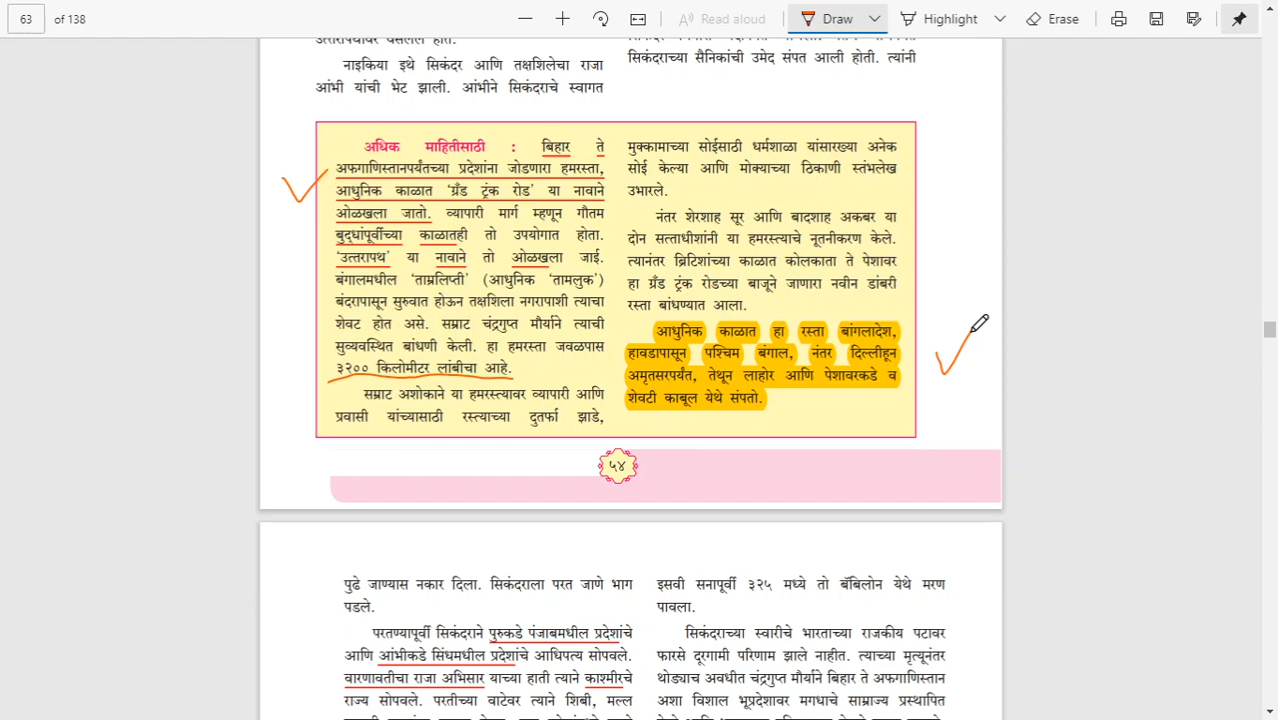 63 of 138 Read aloud Draw Highlight Erase
उत्तरापथावर वसलेले होते.
नाइकिया इथे सिकंदर आणि तक्षशिलेचा राजा
आंभी यांची भेट झाली. आंभीने सिकंदराचे स्वागत
सिकंदराच्या सैनिकांची उमेद संपत आली होती. त्यांनी
अधिक माहितीसाठी : बिहार ते
अफगाणिस्तानपर्यंतच्या प्रदेशांना जोडणारा हमरस्ता,
आधुनिक काळात ‘ग्रँड ट्रंक रोड’ या नावाने
ओळखला जातो. व्यापारी मार्ग म्हणून गौतम
बुद्धांपूर्वीच्या काळातही तो उपयोगात होता.
‘उत्तरापथ’ या नावाने तो ओळखला जाई.
बंगालमधील ‘ताम्रलिप्ती’ (आधुनिक ‘तामलुक’)
बंदरापासून सुरुवात होऊन तक्षशिला नगरापाशी त्याचा
शेवट होत असे. सम्राट चंद्रगुप्त मौर्याने त्याची
सुव्यवस्थित बांधणी केली. हा हमरस्ता जवळपास
३२०० किलोमीटर लांबीचा आहे.
सम्राट अशोकाने या हमरस्त्यावर व्यापारी आणि
प्रवासी यांच्यासाठी रस्त्याच्या दुतर्फा झाडे,
मुक्कामाच्या सोईसाठी धर्मशाळा यांसारख्या अनेक
सोई केल्या आणि मोक्याच्या ठिकाणी स्तंभलेख
उभारले.
नंतर शेरशाह सूर आणि बादशाह अकबर या
दोन सत्ताधीशांनी या हमरस्त्याचे नूतनीकरण केले.
त्यानंतर ब्रिटिशांच्या काळात कोलकाता ते पेशावर
हा ग्रँड ट्रंक रोडच्या बाजूने जाणारा नवीन डांबरी
रस्ता बांधण्यात आला.
आधुनिक काळात हा रस्ता बांगलादेश,
हावडापासून पश्चिम बंगाल, नंतर दिल्लीहून
अमृतसरपर्यंत, तेथून लाहोर आणि पेशावरकडे व
शेवटी काबूल येथे संपतो.
५४
पुढे जाण्यास नकार दिला. सिकंदराला परत जाणे भाग
पडले.
परतण्यापूर्वी सिकंदराने पुरुकडे पंजाबमधील प्रदेशांचे
आणि आंभीकडे सिंधमधील प्रदेशांचे आधिपत्य सोपवले.
वारणावतीचा राजा अभिसार याच्या हाती त्याने काश्मीरचे
राज्य सोपवले. परतीच्या वाटेवर त्याने शिबी, मल्ल
इसवी सनापूर्वी ३२५ मध्ये तो बॅबिलोन येथे मरण
पावला.
सिकंदराच्या स्वारीचे भारताच्या राजकीय पटावर
फारसे दूरगामी परिणाम झाले नाहीत. त्याच्या मृत्यूनंतर
थोड्याच अवधीत चंद्रगुप्त मौर्याने बिहार ते अफगाणिस्तान
अशा विशाल भूप्रदेशावर मगधाचे साम्राज्य प्रस्थापित